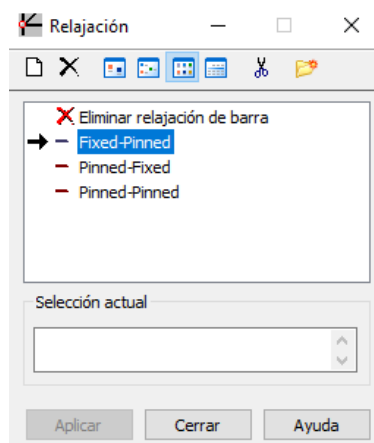 Relajación
Eliminar relajación de barra
Fixed-Pinned
Pinned-Fixed
Pinned-Pinned
Selección actual
Aplicar Cerrar Ayuda